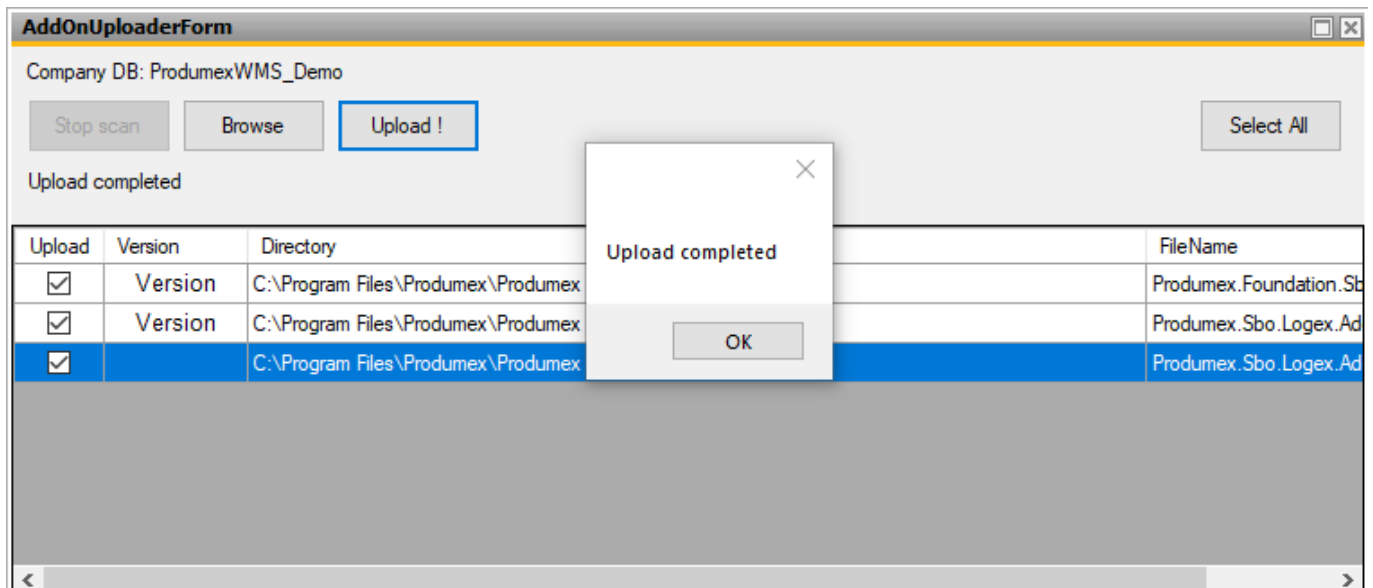 AddOnUploaderForm
Company DB: ProdumexWMS_Demo
Stop scan Browse Upload ! Select All
Upload completed
Upload completed
OK
Upload Version Directory FileName
Version C:\Program Files\Produmex\Produmex Produmex.Foundation.Sb
Version C:\Program Files\Produmex\Produmex Produmex.Sbo.Logex.Ad
C:\Program Files\Produmex\Produmex Produmex.Sbo.Logex.Ad